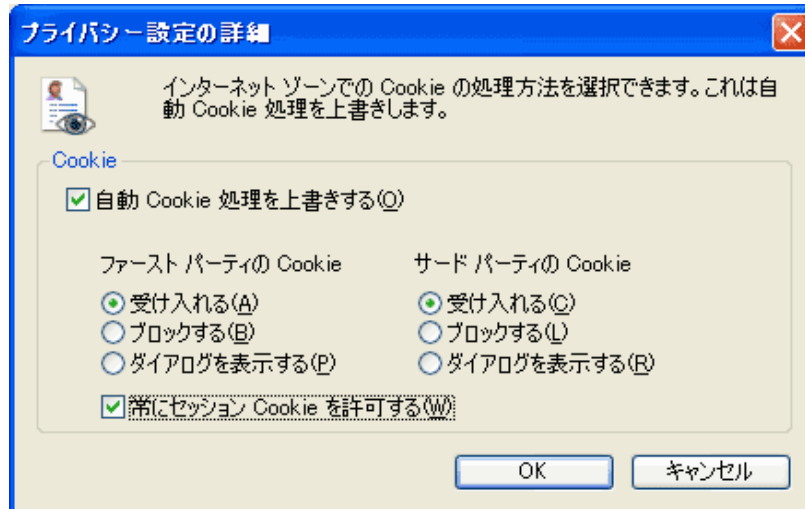 プライバシー設定の詳細
インターネット ゾーンでの Cookie の処理方法を選択できます。これは自
動 Cookie 処理を上書きします。
Cookie
自動 Cookie 処理を上書きする(O)
ファースト パーティの Cookie サード パーティの Cookie
受け入れる(A) 受け入れる(C)
ブロックする(B) ブロックする(L)
ダイアログを表示する(P) ダイアログを表示する(R)
常にセッション Cookie を許可する(W)
OK キャンセル